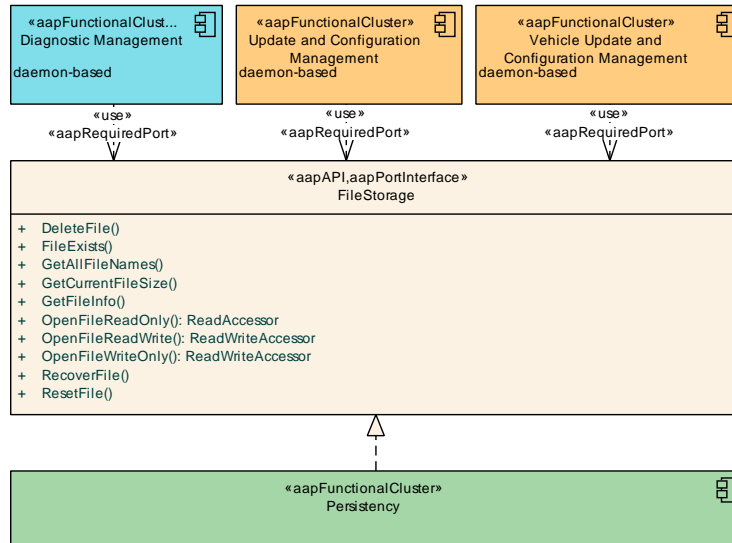 «aapFunctionalClust...
Diagnostic Management
daemon-based
«aapFunctionalCluster»
Update and Configuration
Management
daemon-based
«aapFunctionalCluster»
Vehicle Update and
Configuration Management
daemon-based
«use»
«aapRequiredPort»
«use»
«aapRequiredPort»
«use»
«aapRequiredPort»
«aapAPI,aapPortInterface»
FileStorage
+ DeleteFile()
+ FileExists()
+ GetAllFileNames()
+ GetCurrentFileSize()
+ GetFileInfo()
+ OpenFileReadOnly(): ReadAccessor
+ OpenFileReadWrite(): ReadWriteAccessor
+ OpenFileWriteOnly(): ReadWriteAccessor
+ RecoverFile()
+ ResetFile()
«aapFunctionalCluster»
Persistency